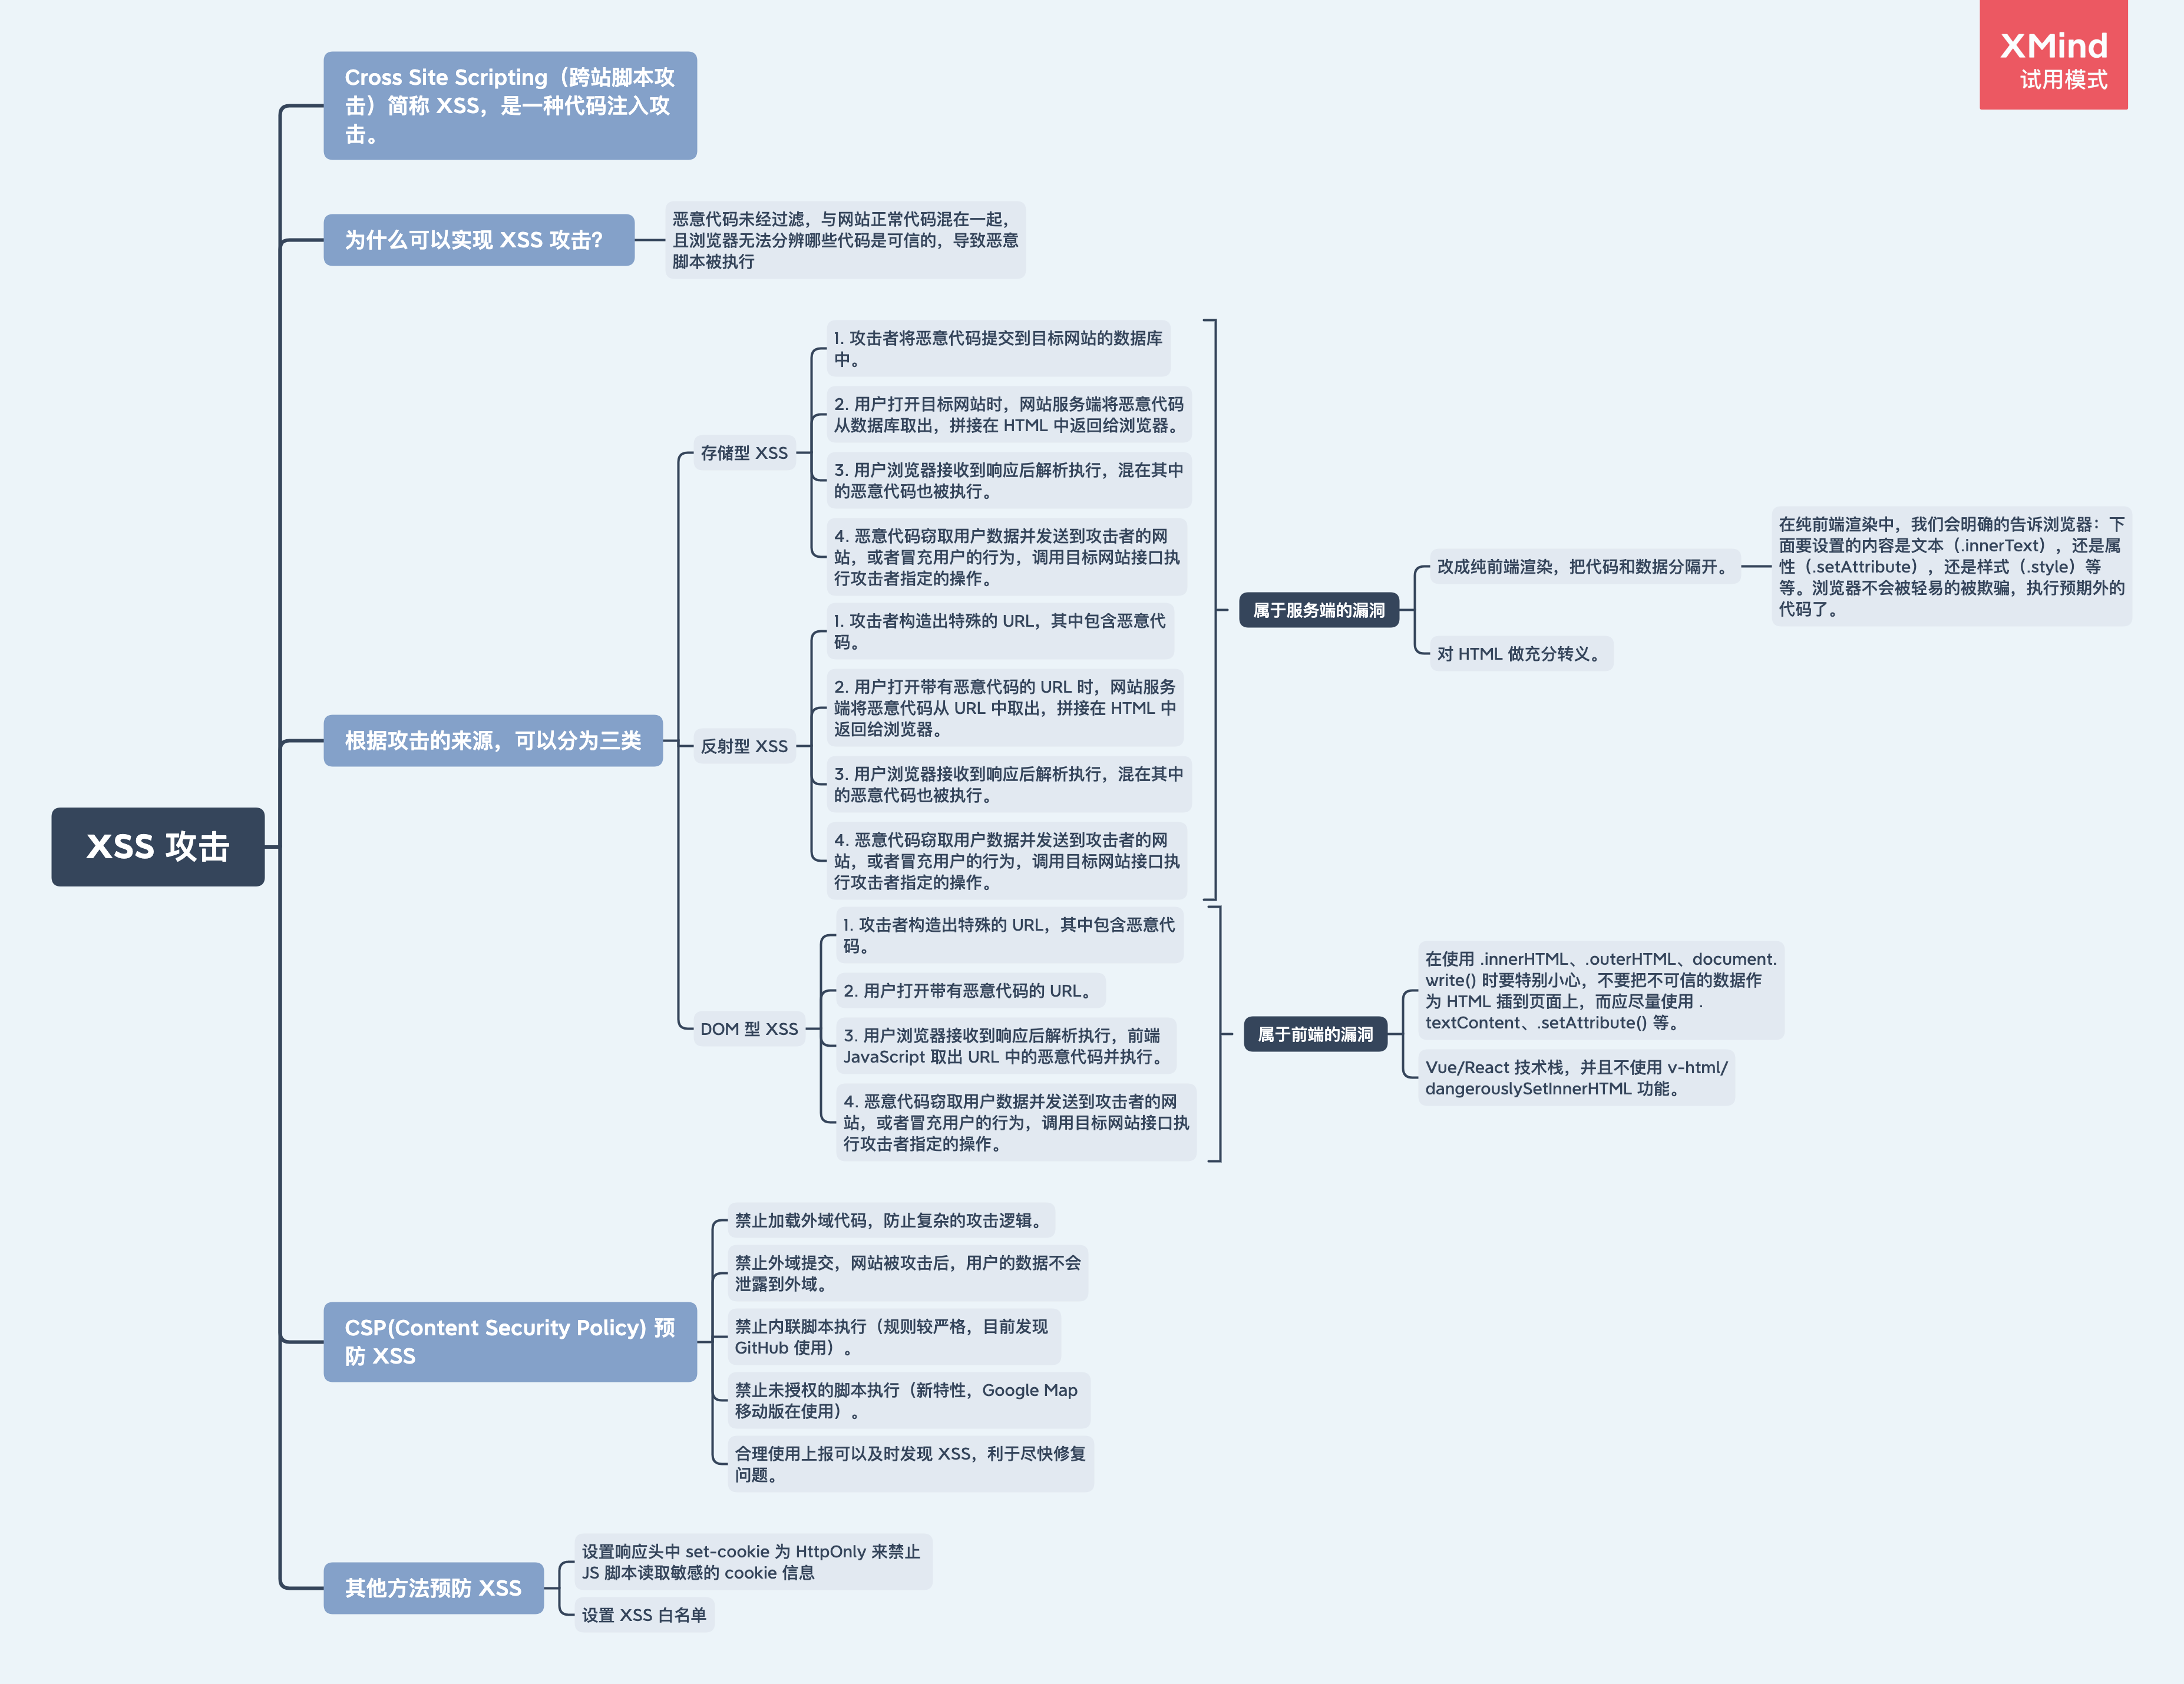 XMind
试用模式
Cross Site Scripting（跨站脚本攻
击）简称 XSS，是一种代码注入攻
击。
为什么可以实现 XSS 攻击？
恶意代码未经过滤，与网站正常代码混在一起，
且浏览器无法分辨哪些代码是可信的，导致恶意
脚本被执行
XSS 攻击
根据攻击的来源，可以分为三类
存储型 XSS
1. 攻击者将恶意代码提交到目标网站的数据库
中。
2. 用户打开目标网站时，网站服务端将恶意代码
从数据库取出，拼接在 HTML 中返回给浏览器。
3. 用户浏览器接收到响应后解析执行，混在其中
的恶意代码也被执行。
4. 恶意代码窃取用户数据并发送到攻击者的网
站，或者冒充用户的行为，调用目标网站接口执
行攻击者指定的操作。
反射型 XSS
1. 攻击者构造出特殊的 URL，其中包含恶意代
码。
2. 用户打开带有恶意代码的 URL 时，网站服务
端将恶意代码从 URL 中取出，拼接在 HTML 中
返回给浏览器。
3. 用户浏览器接收到响应后解析执行，混在其中
的恶意代码也被执行。
4. 恶意代码窃取用户数据并发送到攻击者的网
站，或者冒充用户的行为，调用目标网站接口执
行攻击者指定的操作。
属于服务端的漏洞
改成纯前端渲染，把代码和数据分隔开。
在纯前端渲染中，我们会明确的告诉浏览器：下
面要设置的内容是文本（.innerText），还是属
性（.setAttribute），还是样式（.style）等
等。浏览器不会被轻易的被欺骗，执行预期外的
代码了。
对 HTML 做充分转义。
DOM 型 XSS
1. 攻击者构造出特殊的 URL，其中包含恶意代
码。
2. 用户打开带有恶意代码的 URL。
3. 用户浏览器接收到响应后解析执行，前端
JavaScript 取出 URL 中的恶意代码并执行。
4. 恶意代码窃取用户数据并发送到攻击者的网
站，或者冒充用户的行为，调用目标网站接口执
行攻击者指定的操作。
属于前端的漏洞
在使用 .innerHTML、.outerHTML、document.
write() 时要特别小心，不要把不可信的数据作
为 HTML 插到页面上，而应尽量使用 .
textContent、.setAttribute() 等。
Vue/React 技术栈，并且不使用 v-html/
dangerouslySetInnerHTML 功能。
CSP(Content Security Policy) 预
防 XSS
禁止加载外域代码，防止复杂的攻击逻辑。
禁止外域提交，网站被攻击后，用户的数据不会
泄露到外域。
禁止内联脚本执行（规则较严格，目前发现
GitHub 使用）。
禁止未授权的脚本执行（新特性，Google Map
移动版在使用）。
合理使用上报可以及时发现 XSS，利于尽快修复
问题。
其他方法预防 XSS
设置响应头中 set-cookie 为 HttpOnly 来禁止
JS 脚本读取敏感的 cookie 信息
设置 XSS 白名单